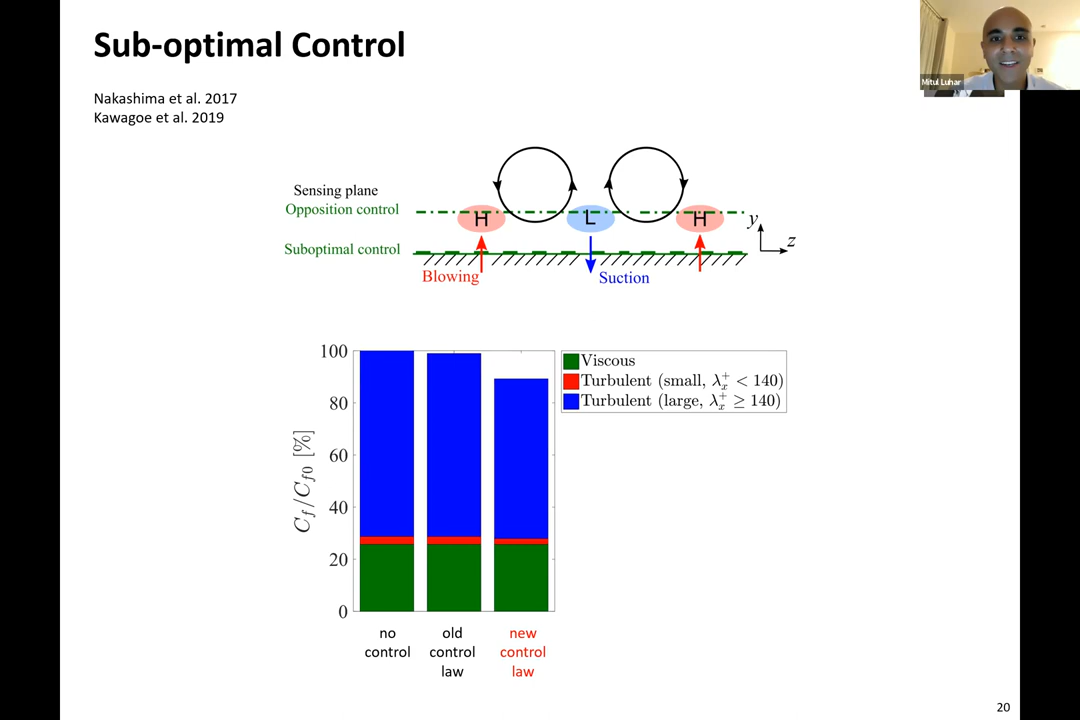 Sub-optimal Control
Mitul Luhar
Nakashima et al. 2017
Kawagoe et al. 2019
Sensing plane
Opposition control
H
L
H
y
z
Suboptimal control
Blowing
Suction
100
80
60
40
20
0
C_f/C_{f0} [%]
Viscous
Turbulent (small, λ_x^+ < 140)
Turbulent (large, λ_x^+ ≥ 140)
no
control
old
control
law
new
control
law
20